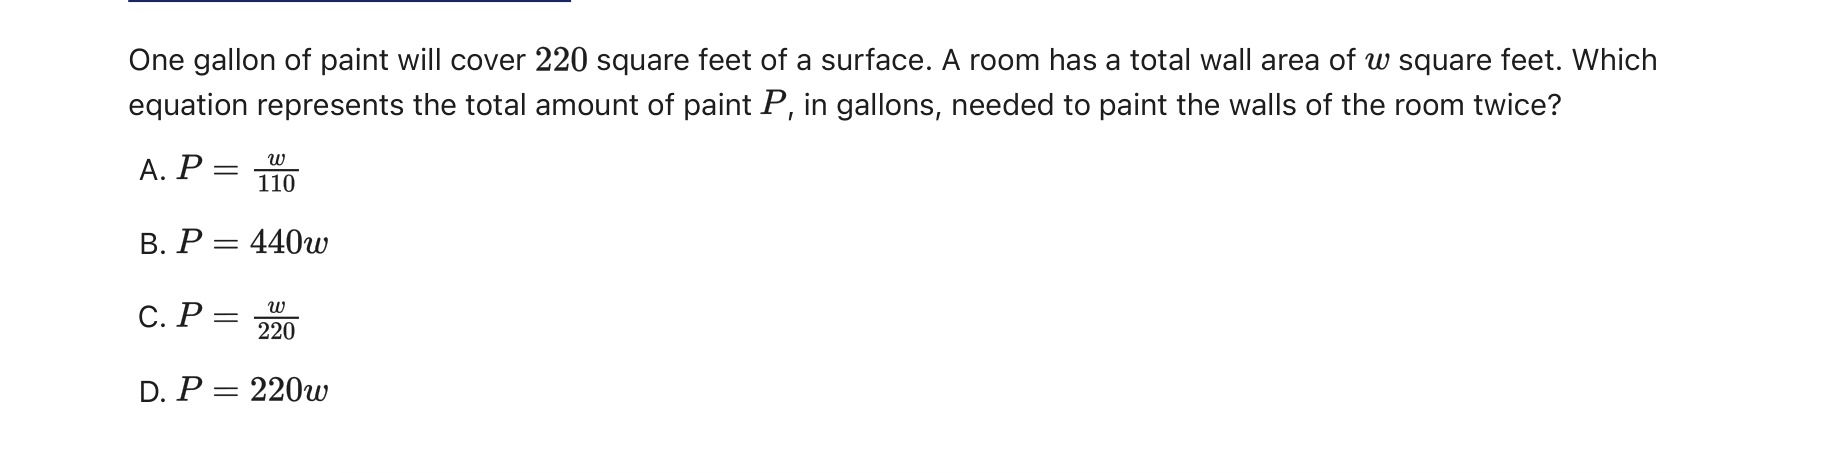 One gallon of paint will cover 220 square feet of a surface. A room has a total wall area of w square feet. Which
equation represents the total amount of paint P, in gallons, needed to paint the walls of the room twice?
A. P = w/110
B. P = 440w
C. P = w/220
D. P = 220w